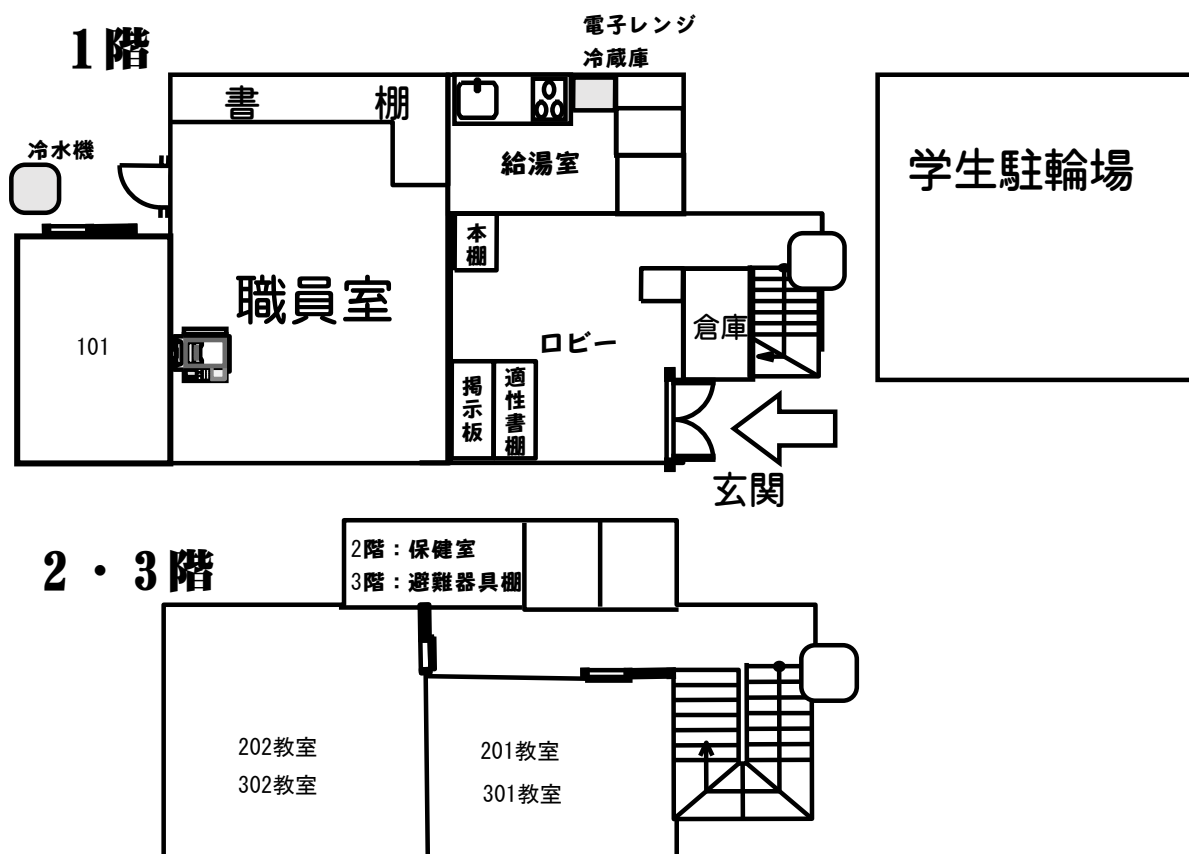 1階
電子レンジ
冷蔵庫
書棚
冷水機
給湯室
学生駐輪場
本棚
職員室
101
ロビー
倉庫
掲示板
適性書棚
玄関
2・3階
2階：保健室
3階：避難器具棚
202教室
302教室
201教室
301教室